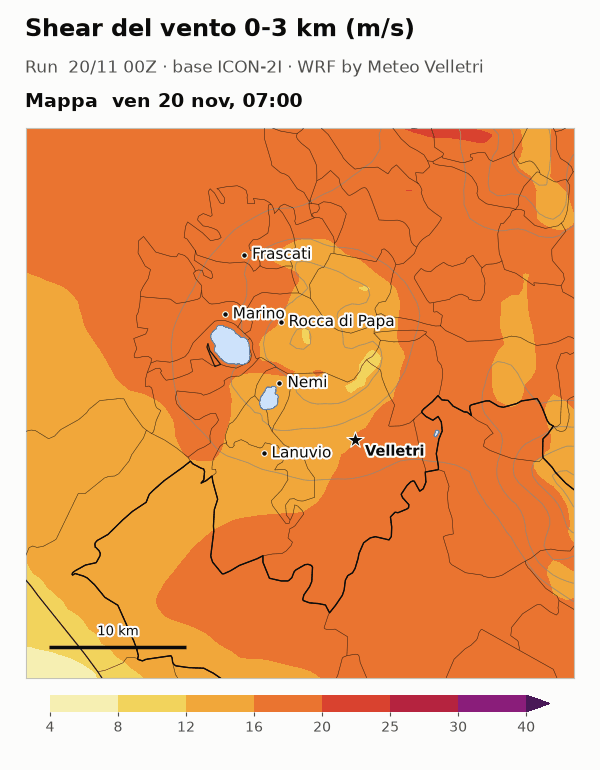 Shear del vento 0-3 km (m/s)
Run  20/11 00Z · base ICON-2I · WRF by Meteo Velletri
Mappa  ven 20 nov, 07:00
Frascati
Marino
Rocca di Papa
Nemi
Velletri
Lanuvio
10 km
4 8 12 16 20 25 30 40